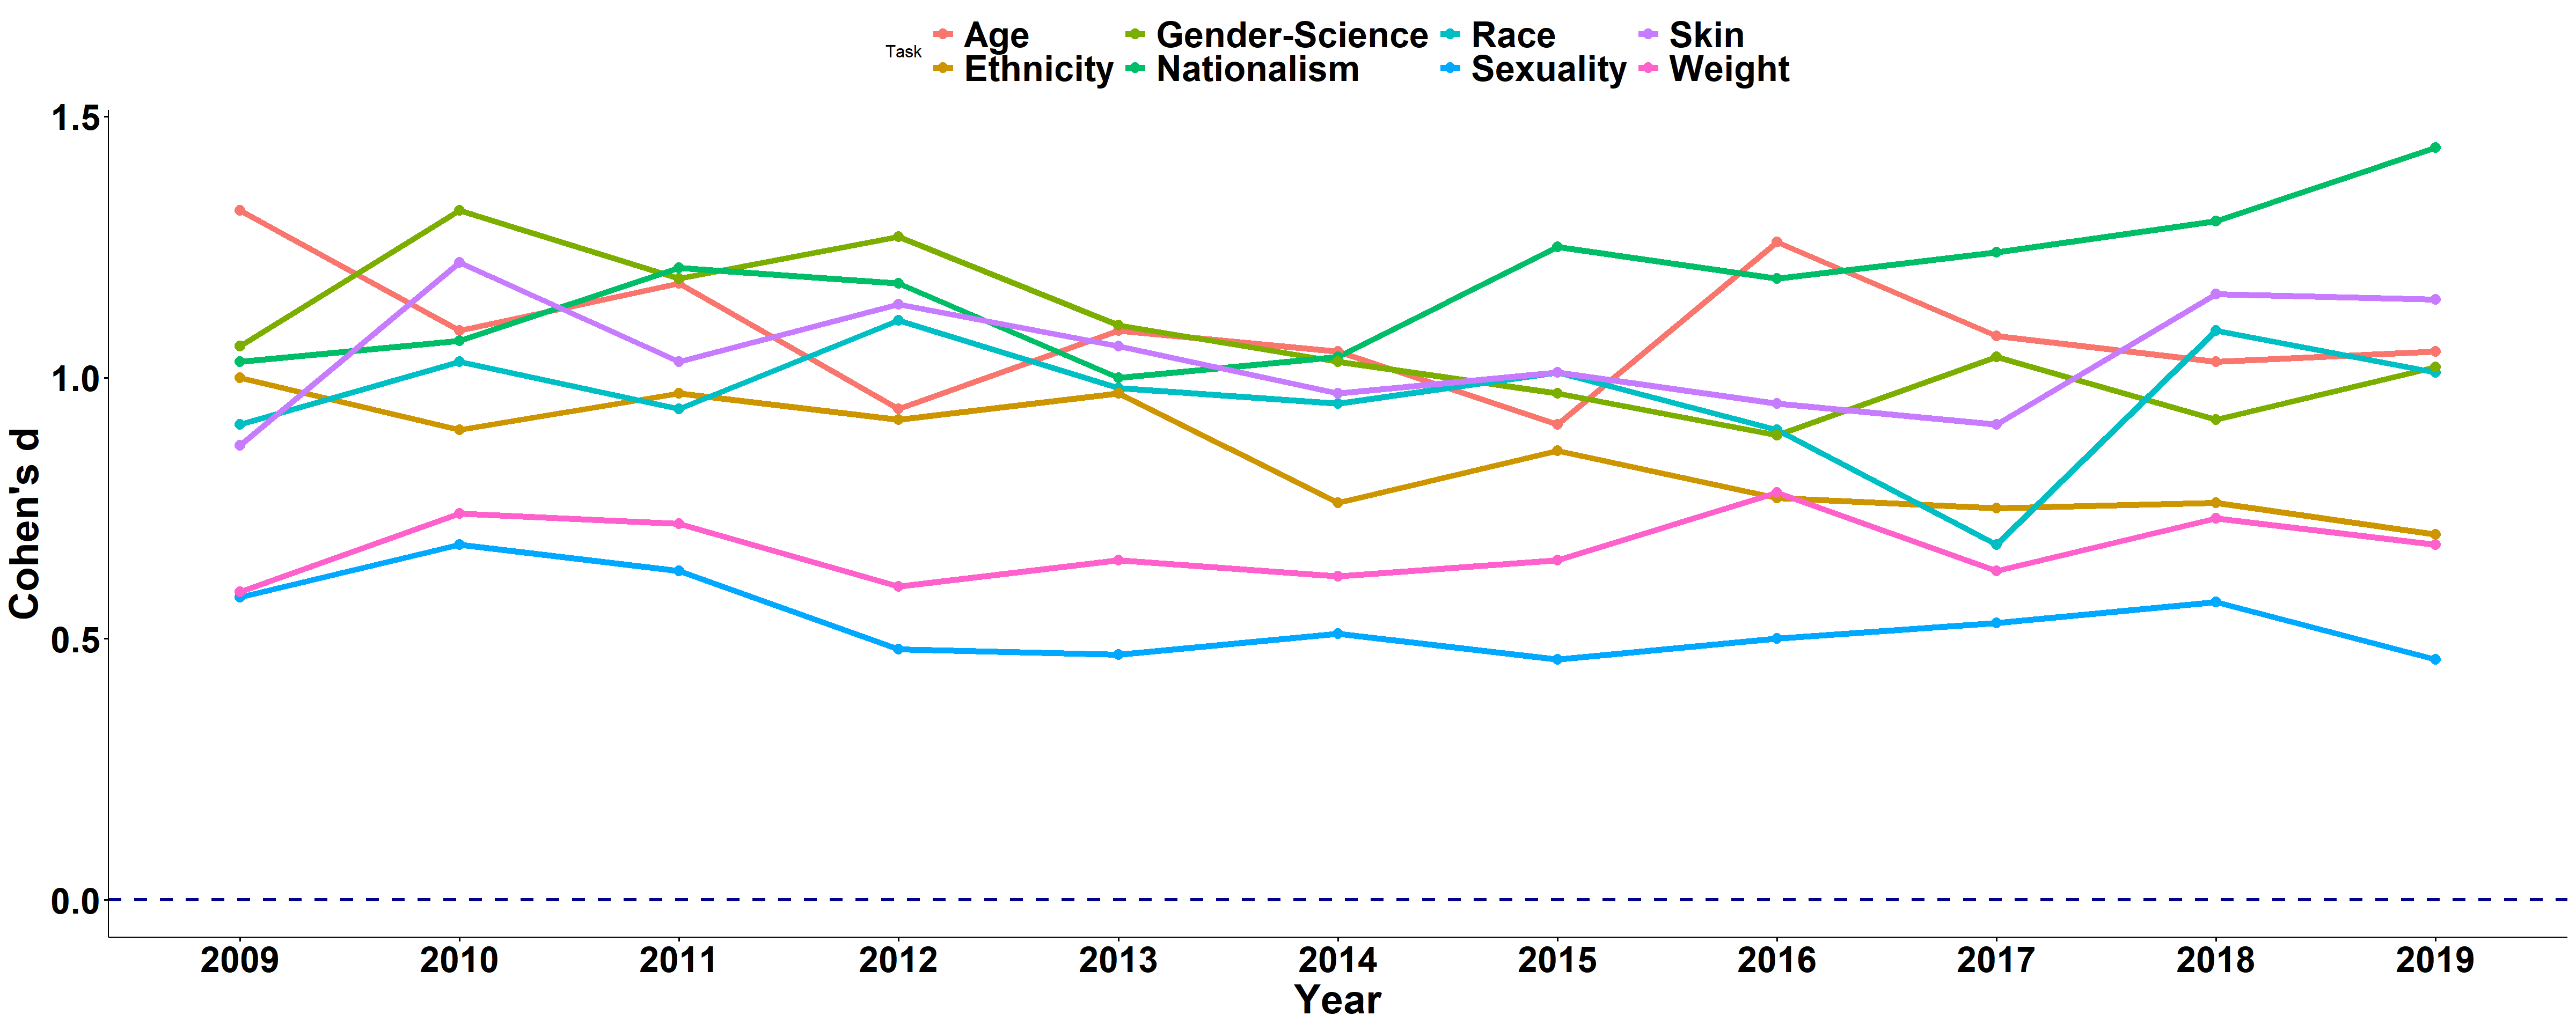 Task
Age Gender-Science Race Skin
Ethnicity Nationalism Sexuality Weight
1.5
1.0
0.5
0.0
Cohen's d
2009 2010 2011 2012 2013 2014 2015 2016 2017 2018 2019
Year